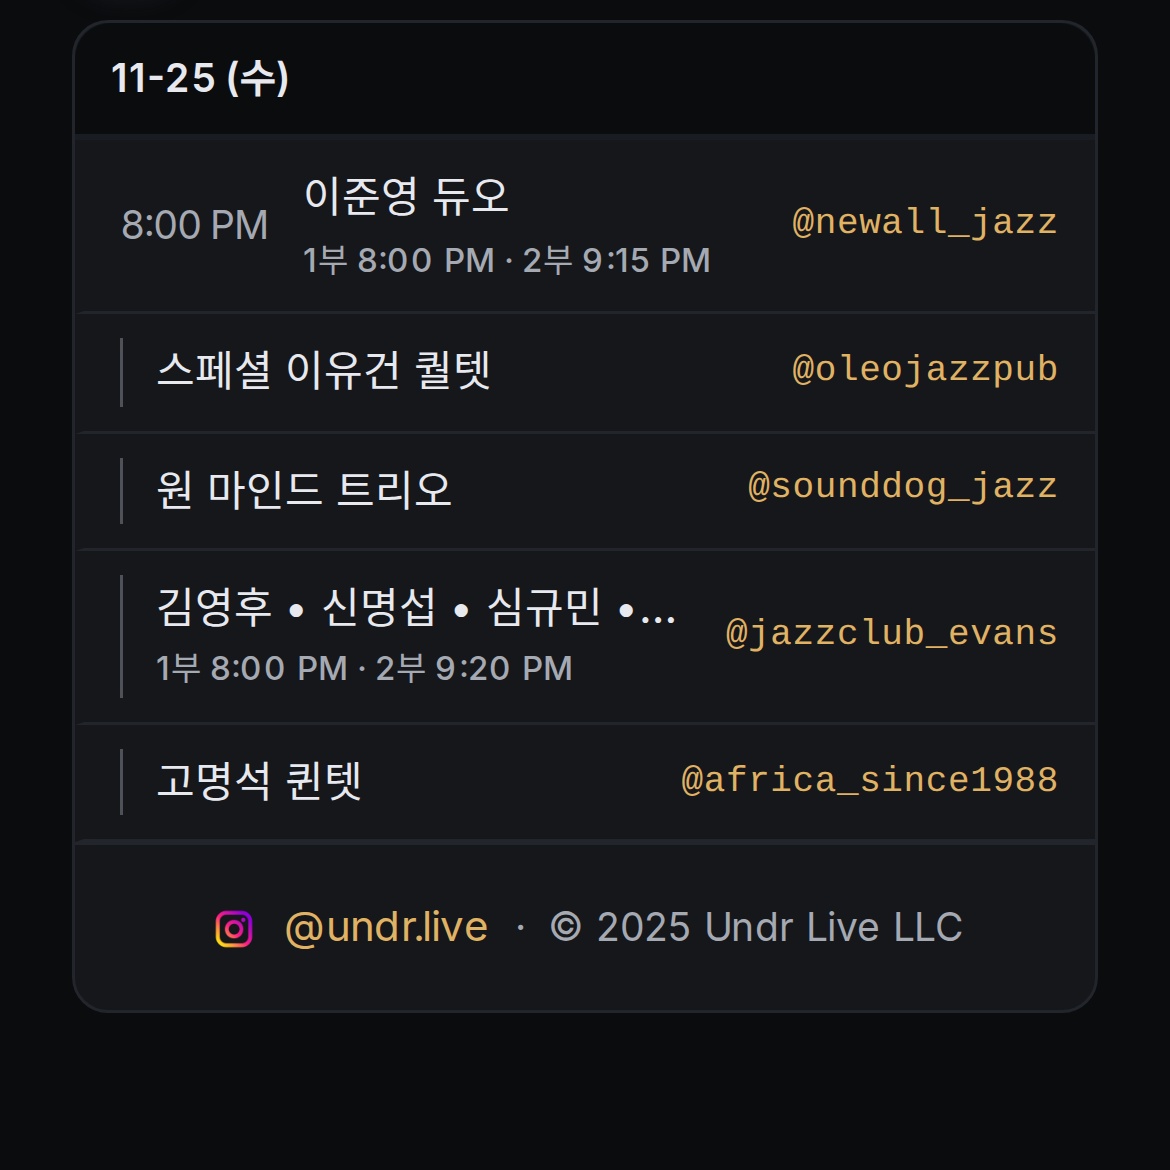 11-25 (수)
8:00 PM
이준영 듀오
1부 8:00 PM · 2부 9:15 PM
@newall_jazz
스페셜 이유건 퀄텟
@oleojazzpub
원 마인드 트리오
@sounddog_jazz
김영후 • 신명섭 • 심규민 •...
1부 8:00 PM · 2부 9:20 PM
@jazzclub_evans
고명석 퀸텟
@africa_since1988
@undr.live · © 2025 Undr Live LLC